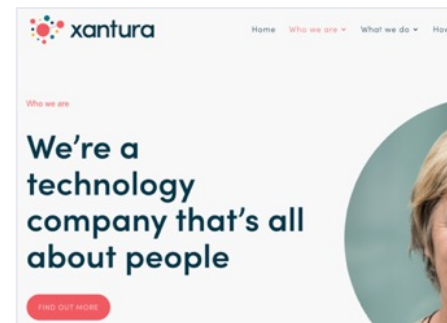 xantura
Home Who we are What we do
Who we are
We’re a
technology
company that’s all
about people
FIND OUT MORE